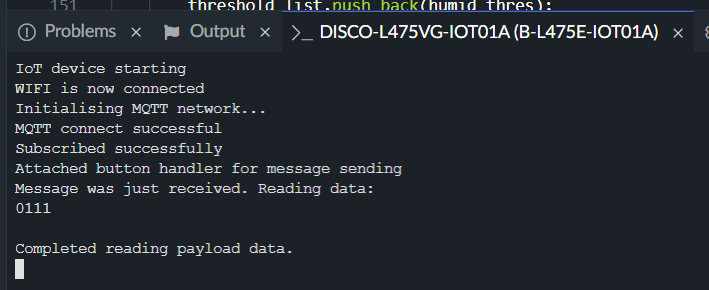 151 threshold_list.push_back(humid_thres);
Problems × Output × >_ DISCO-L475VG-IOT01A (B-L475E-IOT01A) ×
IoT device starting
WIFI is now connected
Initialising MQTT network...
MQTT connect successful
Subscribed successfully
Attached button handler for message sending
Message was just received. Reading data:
0111
Completed reading payload data.